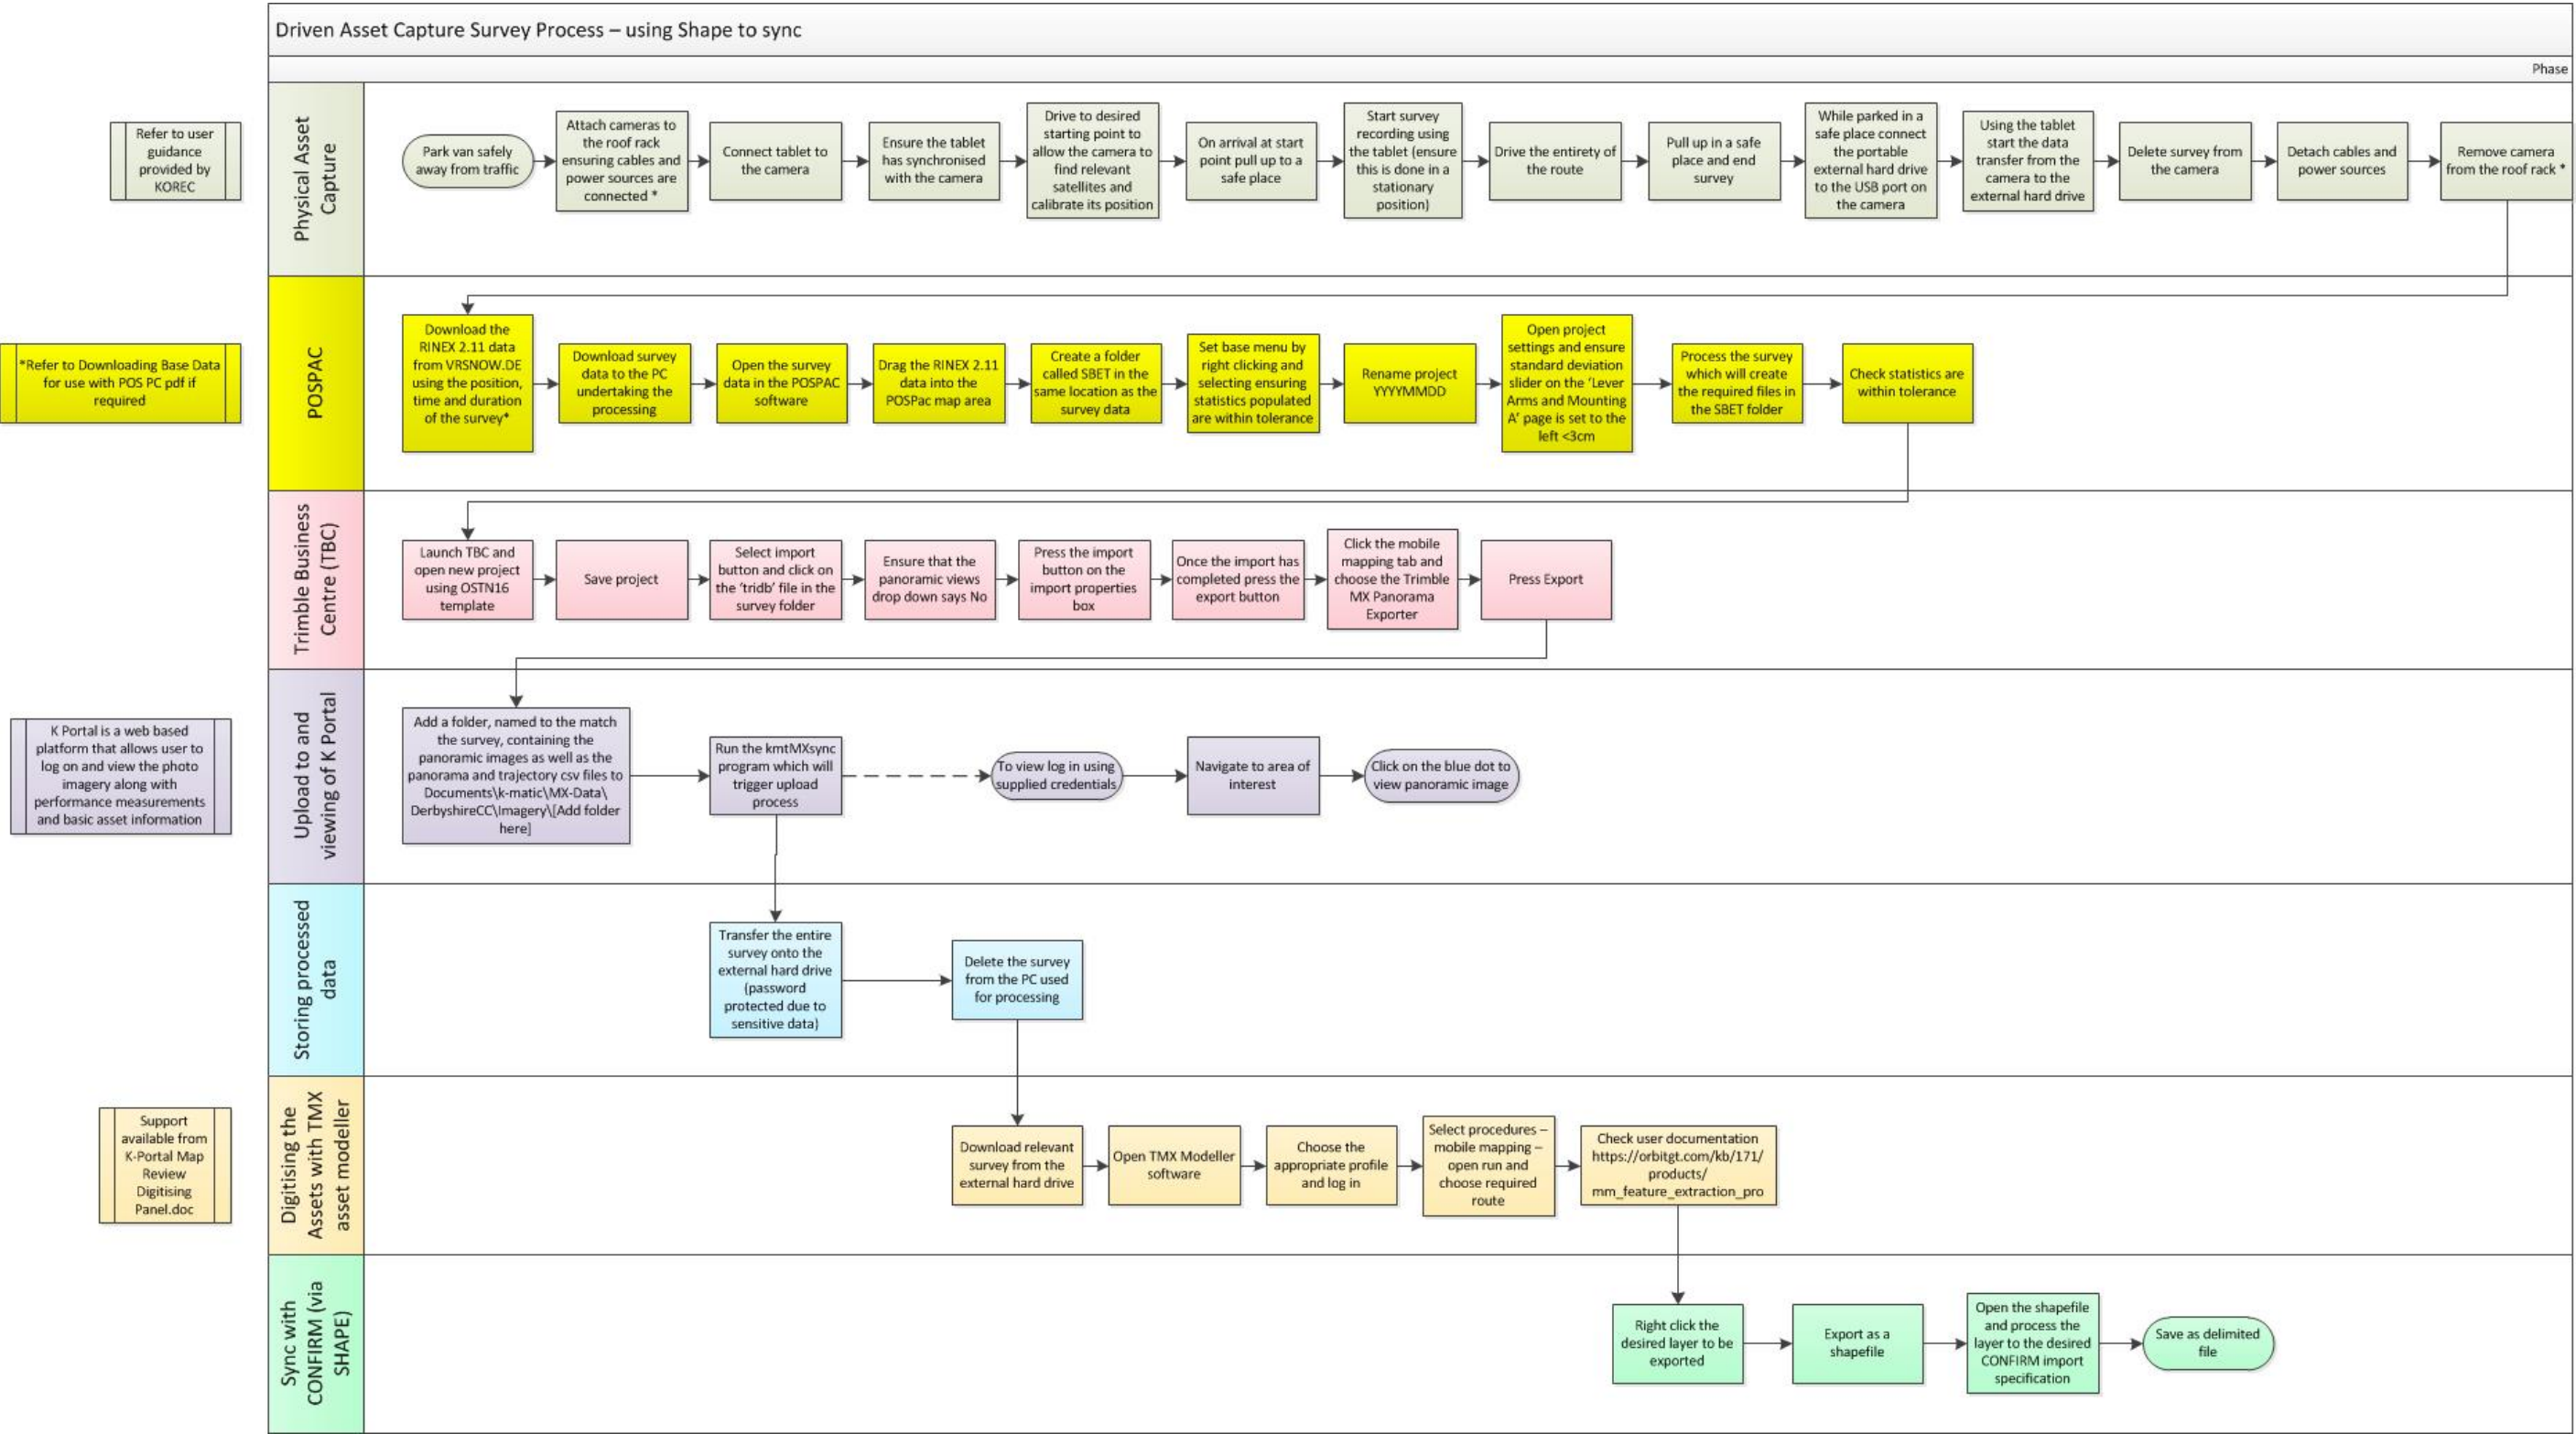 Driven Asset Capture Survey Process – using Shape to sync
Phase
Refer to user
guidance
provided by
KOREC
Physical Asset
Capture
Park van safely
away from traffic
Attach cameras to
the roof rack
ensuring cables and
power sources are
connected *
Connect tablet to
the camera
Ensure the tablet
has synchronised
with the camera
Drive to desired
starting point to
allow the camera to
find relevant
satellites and
calibrate its position
On arrival at start
point pull up to a
safe place
Start survey
recording using
the tablet (ensure
this is done in a
stationary
position)
Drive the entirety of
the route
Pull up in a safe
place and end
survey
While parked in a
safe place connect
the portable
external hard drive
to the USB port on
the camera
Using the tablet
start the data
transfer from the
camera to the
external hard drive
Delete survey from
the camera
Detach cables and
power sources
Remove camera
from the roof rack *
*Refer to Downloading Base Data
for use with POS PC pdf if
required
POSPAC
Download the
RINEX 2.11 data
from VRSNOW.DE
using the position,
time and duration
of the survey*
Download survey
data to the PC
undertaking the
processing
Open the survey
data in the POSPAC
software
Drag the RINEX 2.11
data into the
POSPac map area
Create a folder
called SBET in the
same location as the
survey data
Set base menu by
right clicking and
selecting ensuring
statistics populated
are within tolerance
Rename project
YYYYMMDD
Open project
settings and ensure
standard deviation
slider on the ‘Lever
Arms and Mounting
A’ page is set to the
left <3cm
Process the survey
which will create
the required files in
the SBET folder
Check statistics are
within tolerance
Trimble Business
Centre (TBC)
Launch TBC and
open new project
using OSTN16
template
Save project
Select import
button and click on
the ‘tridb’ file in the
survey folder
Ensure that the
panoramic views
drop down says No
Press the import
button on the
import properties
box
Once the import has
completed press the
export button
Click the mobile
mapping tab and
choose the Trimble
MX Panorama
Exporter
Press Export
K Portal is a web based
platform that allows user to
log on and view the photo
imagery along with
performance measurements
and basic asset information
Upload to and
viewing of K Portal
Add a folder, named to the match
the survey, containing the
panoramic images as well as the
panorama and trajectory csv files to
Documents\k-matic\MX-Data\
DerbyshireCC\Imagery\[Add folder
here]
Run the kmtMXsync
program which will
trigger upload
process
To view log in using
supplied credentials
Navigate to area of
interest
Click on the blue dot to
view panoramic image
Storing processed
data
Transfer the entire
survey onto the
external hard drive
(password
protected due to
sensitive data)
Delete the survey
from the PC used
for processing
Support
available from
K-Portal Map
Review
Digitising
Panel.doc
Digitising the
Assets with TMX
asset modeller
Download relevant
survey from the
external hard drive
Open TMX Modeller
software
Choose the
appropriate profile
and log in
Select procedures –
mobile mapping –
open run and
choose required
route
Check user documentation
https://orbitgt.com/kb/171/
products/
mm_feature_extraction_pro
Sync with
CONFIRM (via
SHAPE)
Right click the
desired layer to be
exported
Export as a
shapefile
Open the shapefile
and process the
layer to the desired
CONFIRM import
specification
Save as delimited
file